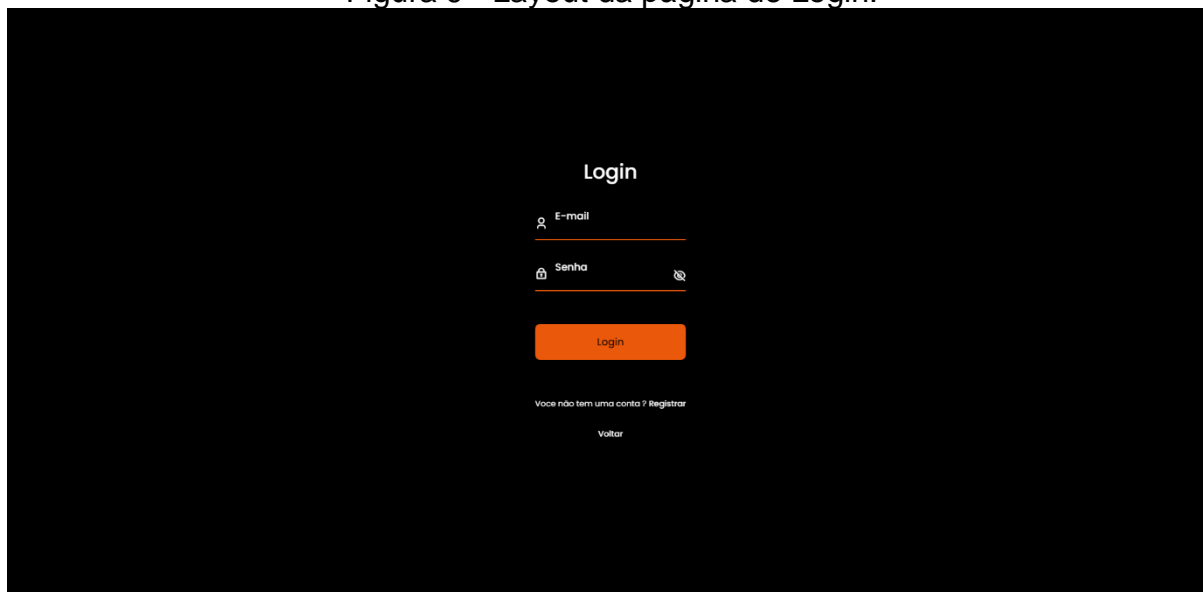 Layout da página de Login.
Login
E-mail
Senha
Login
Voce não tem uma conta ? Registrar
Voltar